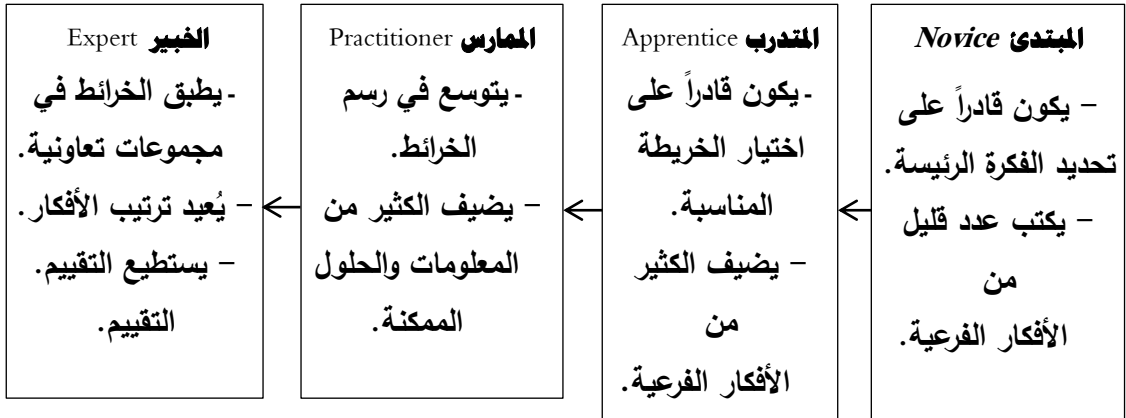 المبتدئ Novice
– يكون قادراً على
تحديد الفكرة الرئيسة.
– يكتب عدد قليل
من
الأفكار الفرعية.
المتدرب Apprentice
- يكون قادراً على
اختيار الخريطة
المناسبة.
– يضيف الكثير
من
الأفكار الفرعية.
الممارس Practitioner
- يتوسع في رسم
الخرائط.
– يضيف الكثير من
المعلومات والحلول
الممكنة.
الخبير Expert
- يطبق الخرائط في
مجموعات تعاونية.
– يُعيد ترتيب الأفكار.
– يستطيع التقييم.
التقييم.